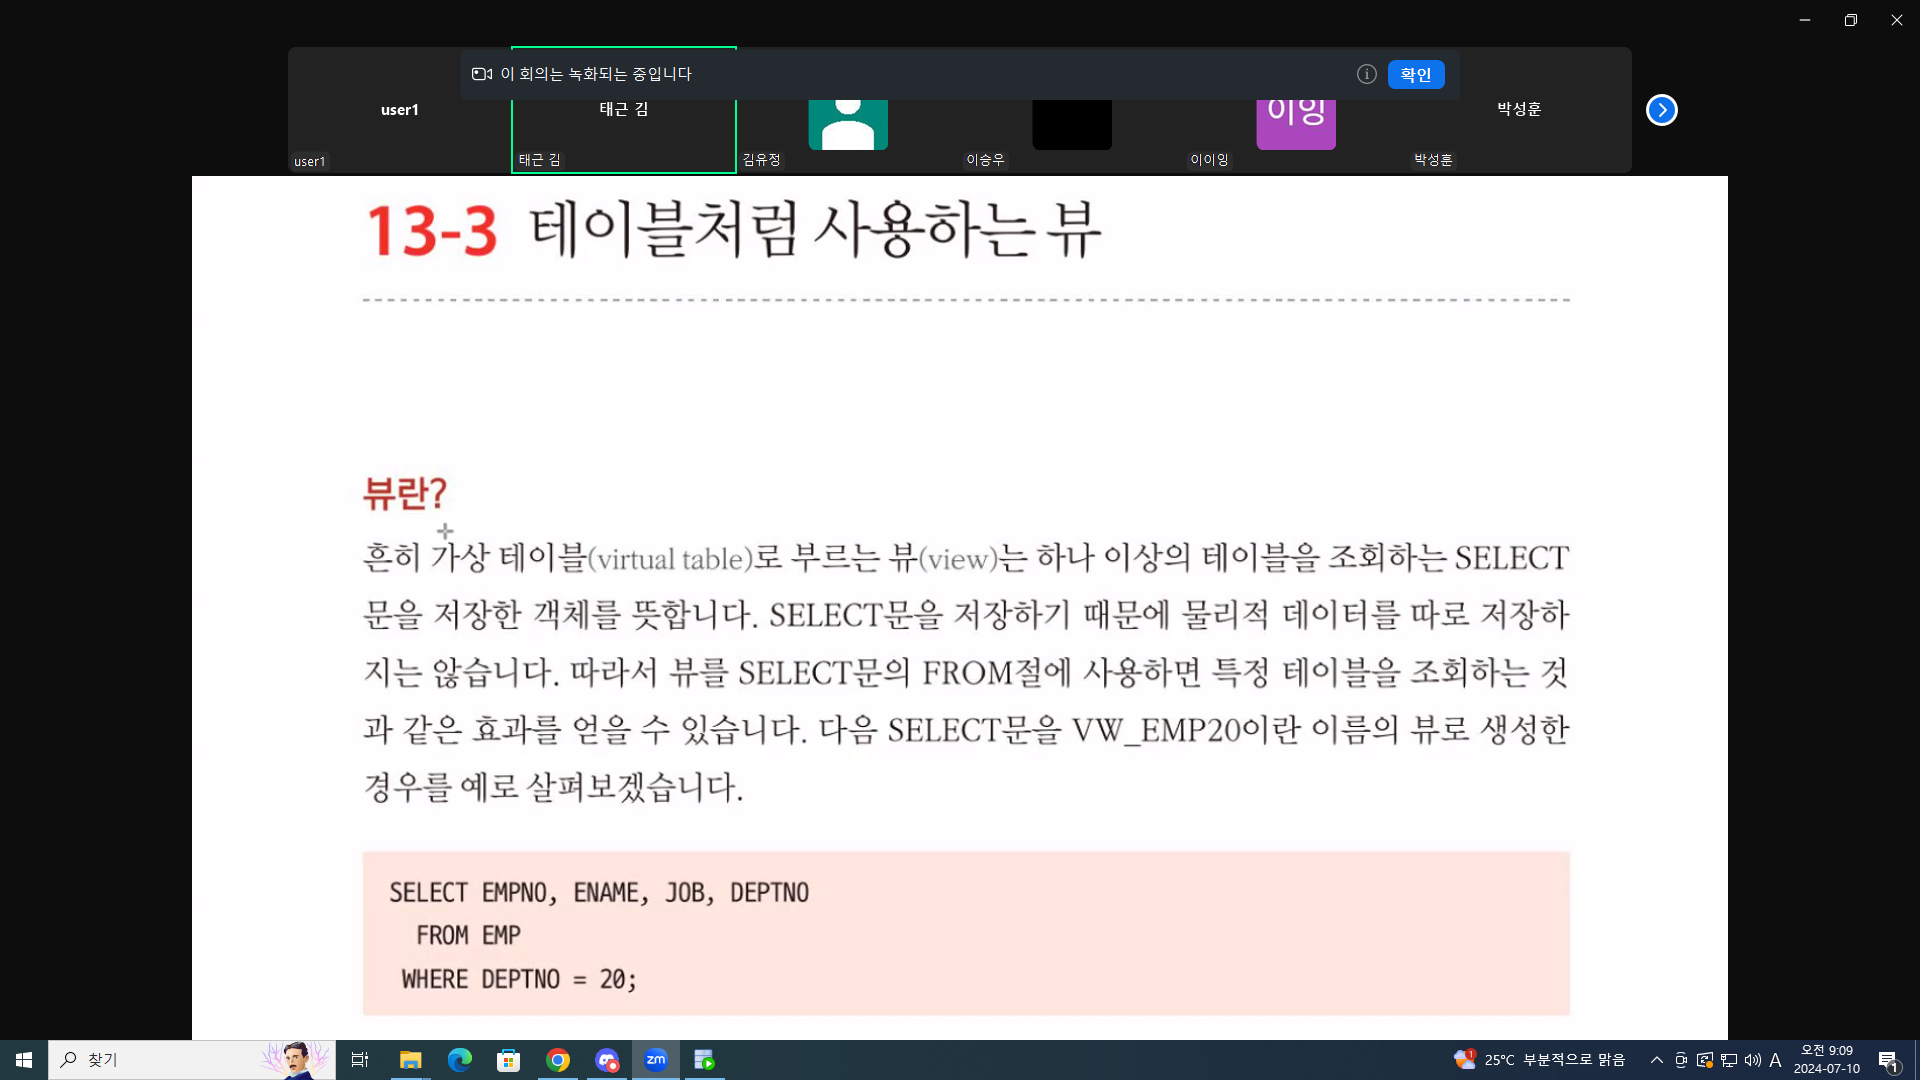 이 회의는 녹화되는 중입니다
확인
user1
태근 김
이잉
박성훈
user1
태근 김
김유정
이승우
이이잉
박성훈
13-3 테이블처럼 사용하는 뷰
뷰란?
흔히 가상 테이블(virtual table)로 부르는 뷰(view)는 하나 이상의 테이블을 조회하는 SELECT
문을 저장한 객체를 뜻합니다. SELECT문을 저장하기 때문에 물리적 데이터를 따로 저장하
지는 않습니다. 따라서 뷰를 SELECT문의 FROM절에 사용하면 특정 테이블을 조회하는 것
과 같은 효과를 얻을 수 있습니다. 다음 SELECT문을 VW_EMP20이란 이름의 뷰로 생성한
경우를 예로 살펴보겠습니다.
SELECT EMPNO, ENAME, JOB, DEPTNO
FROM EMP
WHERE DEPTNO = 20;
찾기
zm
1
25°C 부분적으로 맑음
A
오전 9:09
2024-07-10
1